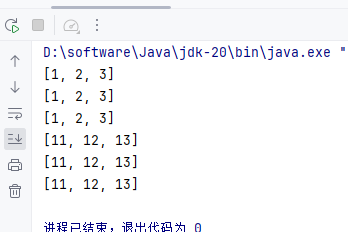 D:\software\Java\jdk-20\bin\java.exe
[1, 2, 3]
[1, 2, 3]
[1, 2, 3]
[11, 12, 13]
[11, 12, 13]
[11, 12, 13]
进程已结束，退出代码为 0